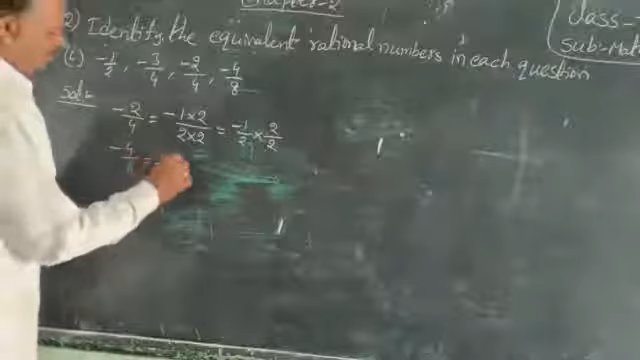 Chapter-2
class-
Sub-Mat
2) Identify the equivalent rational numbers in each question
(i) -1/2, -3/4, -2/4, -4/8
Sol:-
-2/4 = -1×2/2×2 = -1/2 × 2/2
-4/8 =